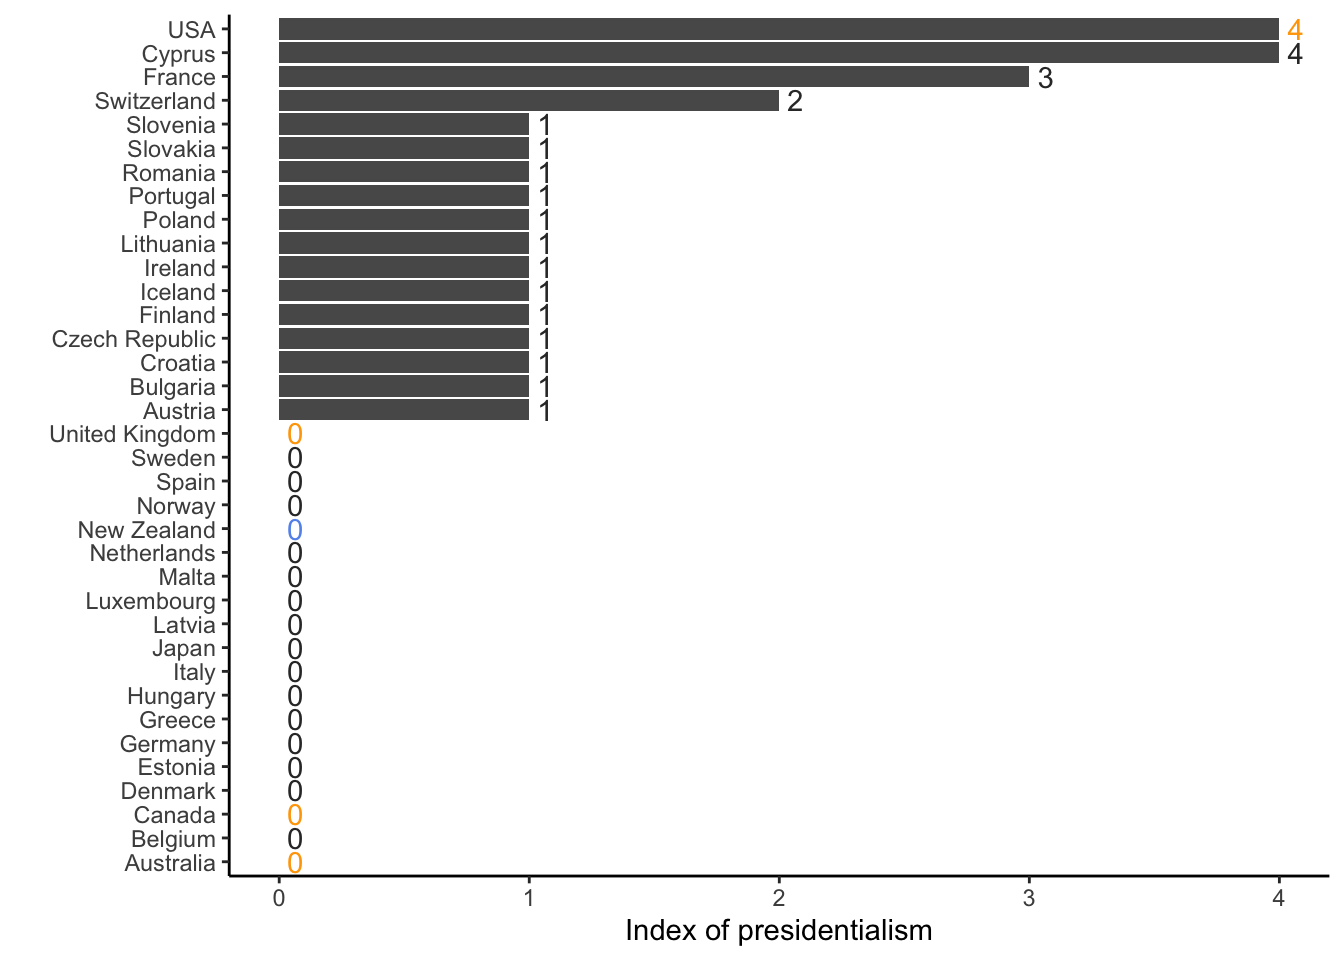 USA 4
Cyprus 4
France 3
Switzerland 2
Slovenia 1
Slovakia 1
Romania 1
Portugal 1
Poland 1
Lithuania 1
Ireland 1
Iceland 1
Finland 1
Czech Republic 1
Croatia 1
Bulgaria 1
Austria 1
United Kingdom 0
Sweden 0
Spain 0
Norway 0
New Zealand 0
Netherlands 0
Malta 0
Luxembourg 0
Latvia 0
Japan 0
Italy 0
Hungary 0
Greece 0
Germany 0
Estonia 0
Denmark 0
Canada 0
Belgium 0
Australia 0
0 1 2 3 4
Index of presidentialism